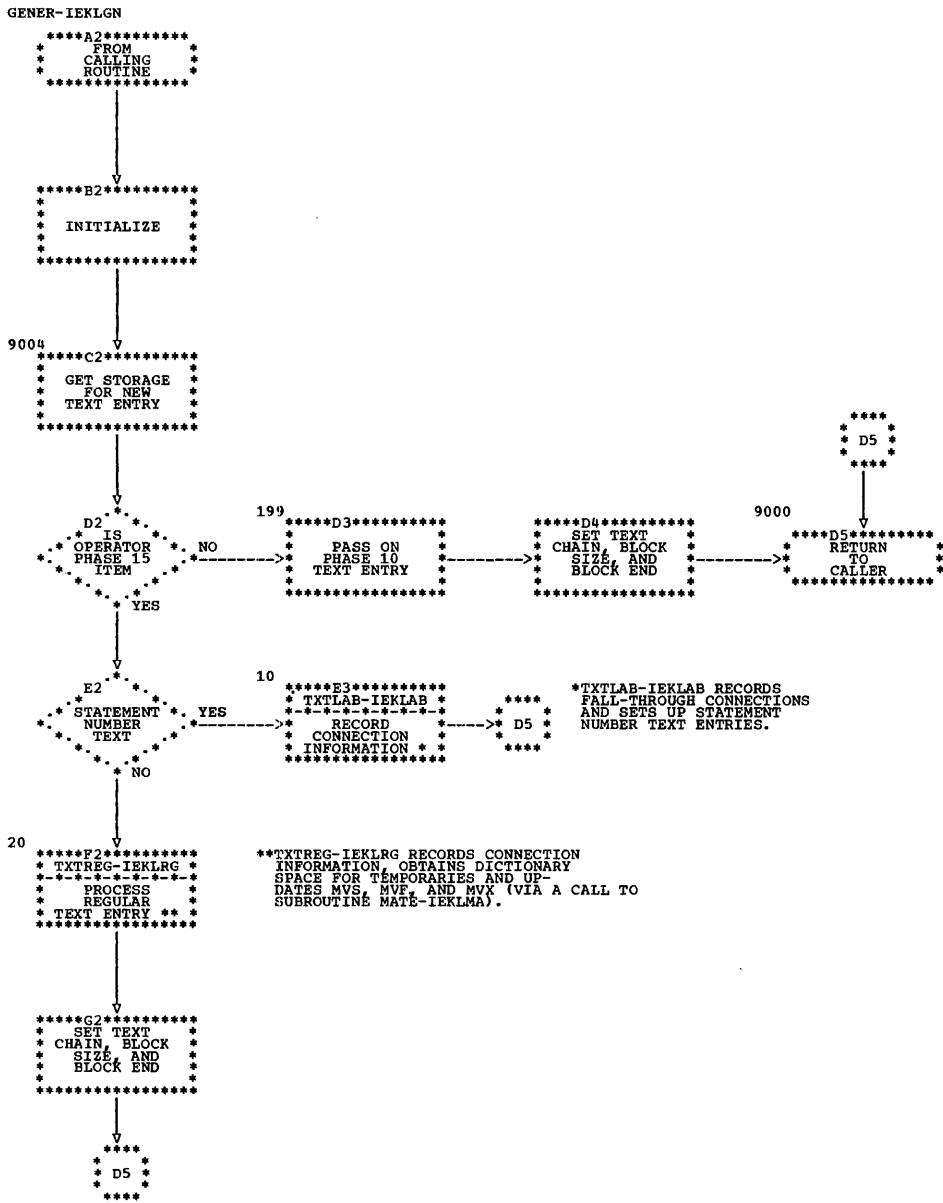 GENER-IEKLGN
A2
FROM
CALLING
ROUTINE
B2
INITIALIZE
9004
C2
GET STORAGE
FOR NEW
TEXT ENTRY
D5
D2
IS
OPERATOR
PHASE 15
ITEM
NO
YES
199
D3
PASS ON
PHASE 10
TEXT ENTRY
D4
SET TEXT
CHAIN, BLOCK
SIZE, AND
BLOCK END
9000
D5
RETURN
TO
CALLER
E2
STATEMENT
NUMBER
TEXT
YES
NO
10
E3
TXTLAB-IEKLAB
RECORD
CONNECTION
INFORMATION *
D5
*TXTLAB-IEKLAB RECORDS
FALL-THROUGH CONNECTIONS
AND SETS UP STATEMENT
NUMBER TEXT ENTRIES.
20
F2
TXTREG-IEKLRG
PROCESS
REGULAR
TEXT ENTRY **
**TXTREG-IEKLRG RECORDS CONNECTION
INFORMATION, OBTAINS DICTIONARY
SPACE FOR TEMPORARIES AND UP-
DATES MVS, MVF, AND MVX (VIA A CALL TO
SUBROUTINE MATE-IEKLMA).
G2
SET TEXT
CHAIN, BLOCK
SIZE, AND
BLOCK END
D5